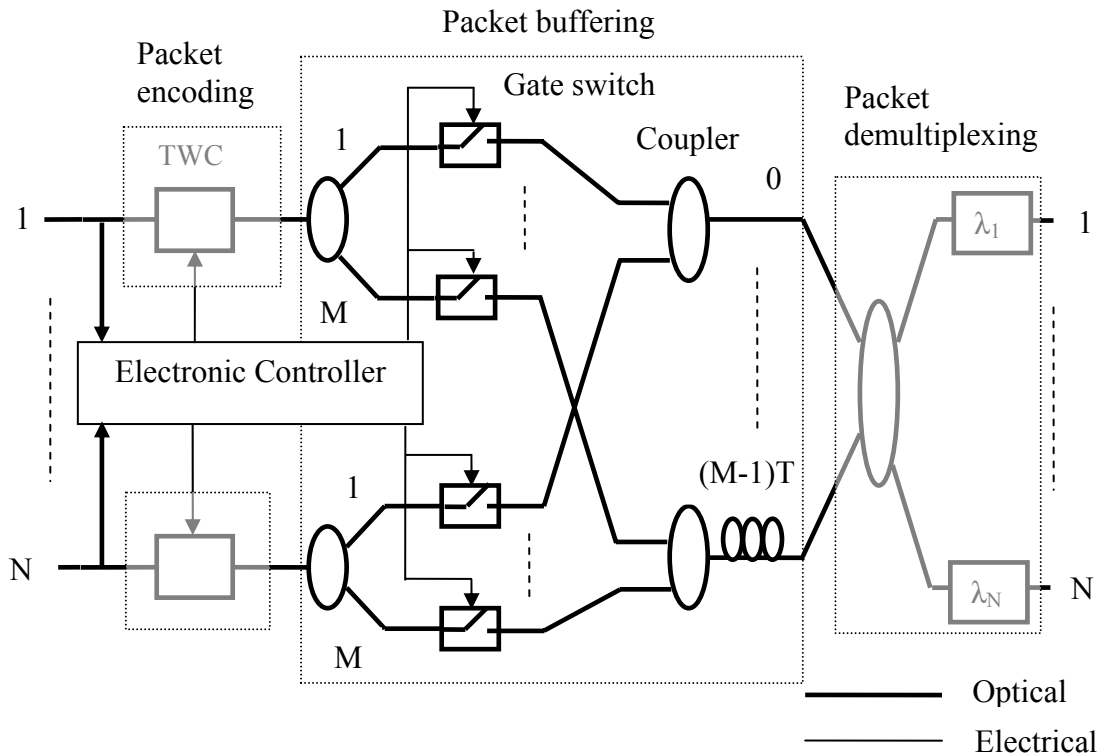 Packet buffering
Packet
encoding
Gate switch
Packet
demultiplexing
TWC
1
Coupler
0
1
λ1
1
M
Electronic Controller
1
(M-1)T
N
λN
N
M
Optical
Electrical